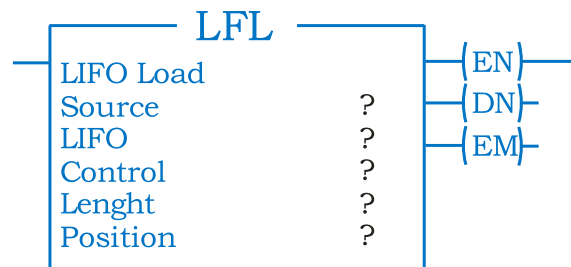 LFL
LIFO Load
Source ?
LIFO ?
Control ?
Lenght ?
Position ?
(EN)
(DN)
(EM)